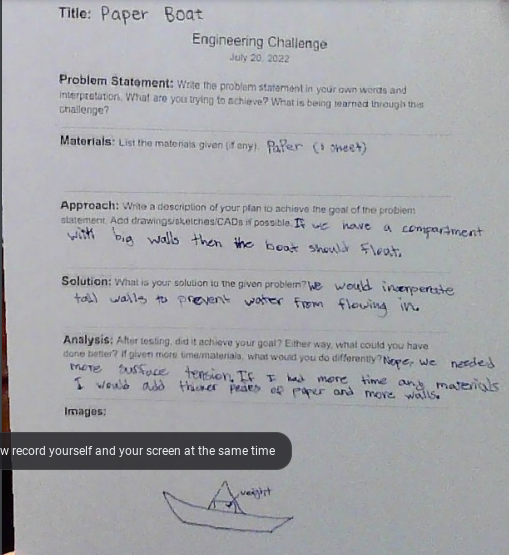 Title: Paper Boat
Engineering Challenge
July 20, 2022
Problem Statement: Write the problem statement in your own words and
interpretation. What are you trying to achieve? What is being learned through this
challenge?
Materials: List the materials given (if any). Paper (1 sheet)
Approach: Write a description of your plan to achieve the goal of the problem
statement. Add drawings/sketches/CADs if possible. If we have a compartment
with big walls then the boat should float.
Solution: What is your solution to the given problem? We would incorperate
tall walls to prevent water from flowing in.
Analysis: After testing, did it achieve your goal? Either way, what could you have
done better? If given more time/materials, what would you do differently? Nope, we needed
more surface tension. If I had more time and materials
I would add thicker of paper and more walls.
Images:
w record yourself and your screen at the same time
weight